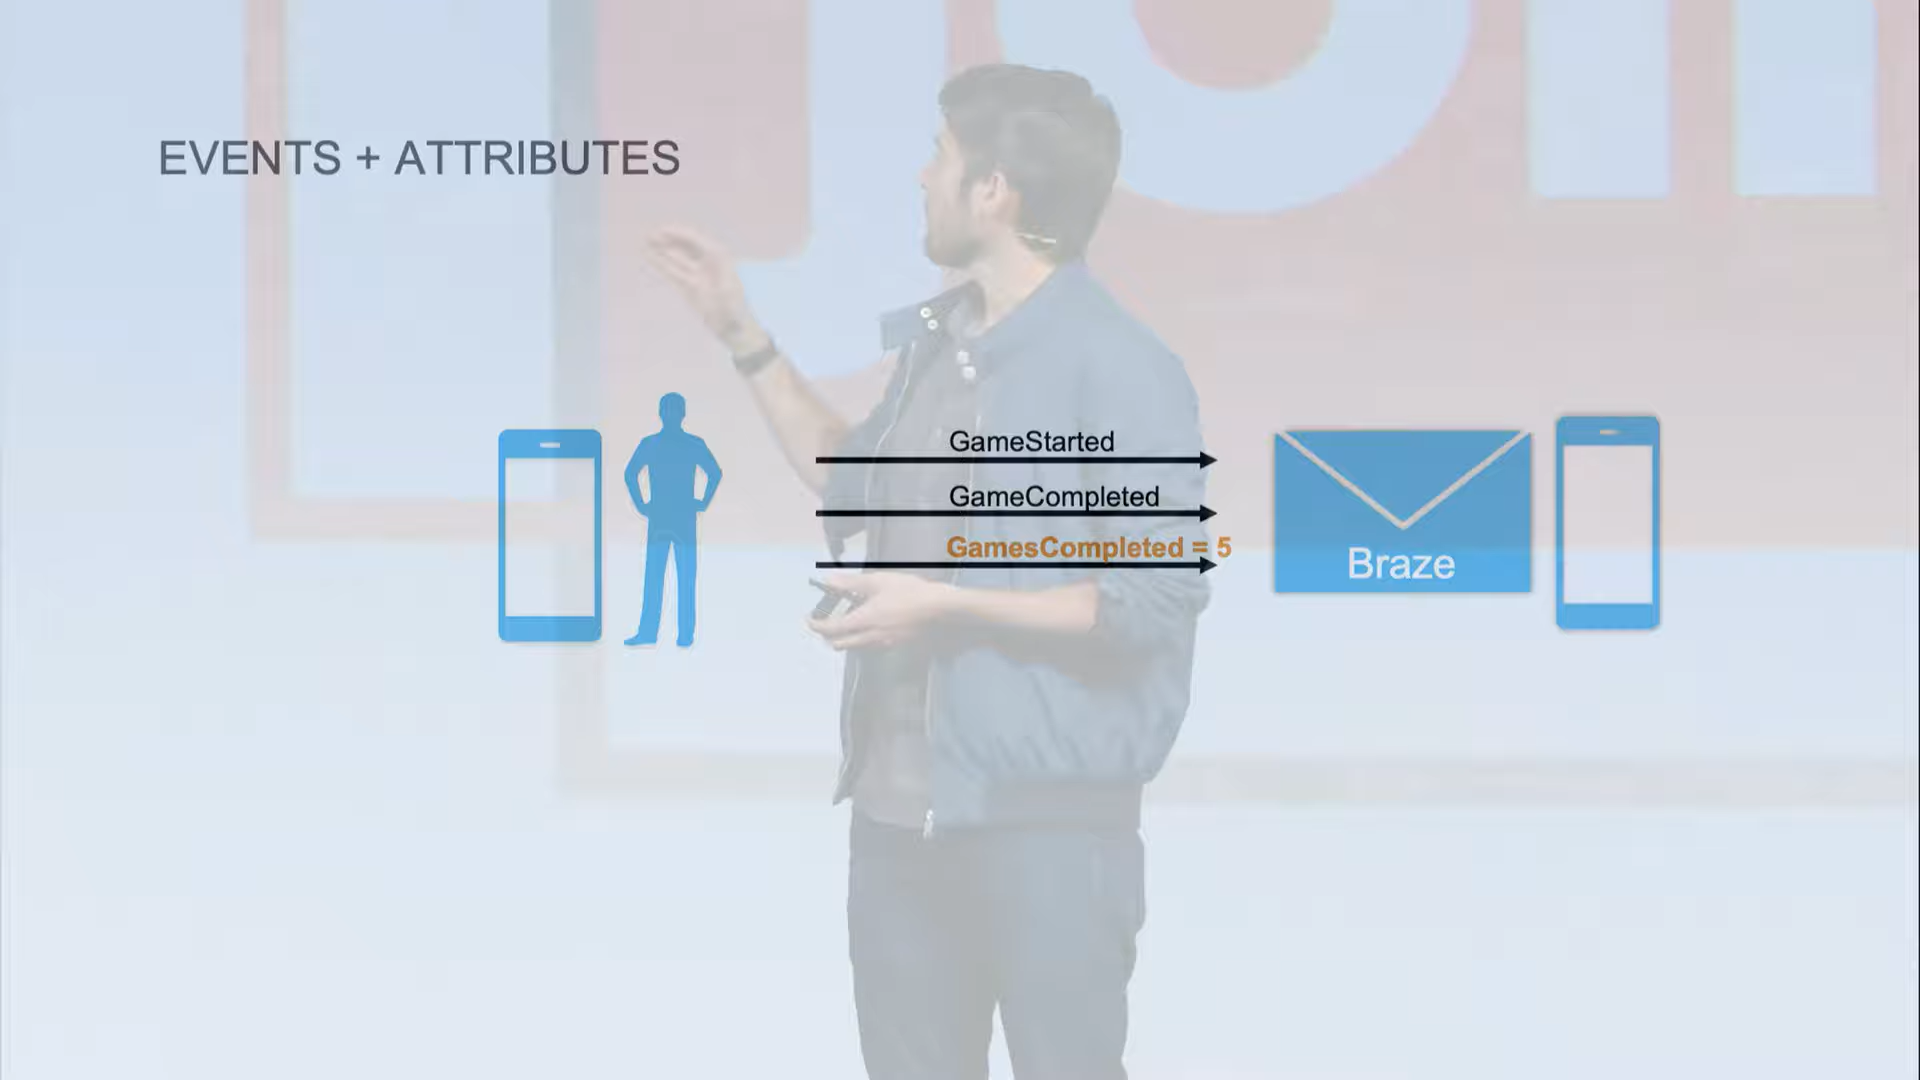 EVENTS + ATTRIBUTES
GameStarted
GameCompleted
GamesCompleted = 5
Braze